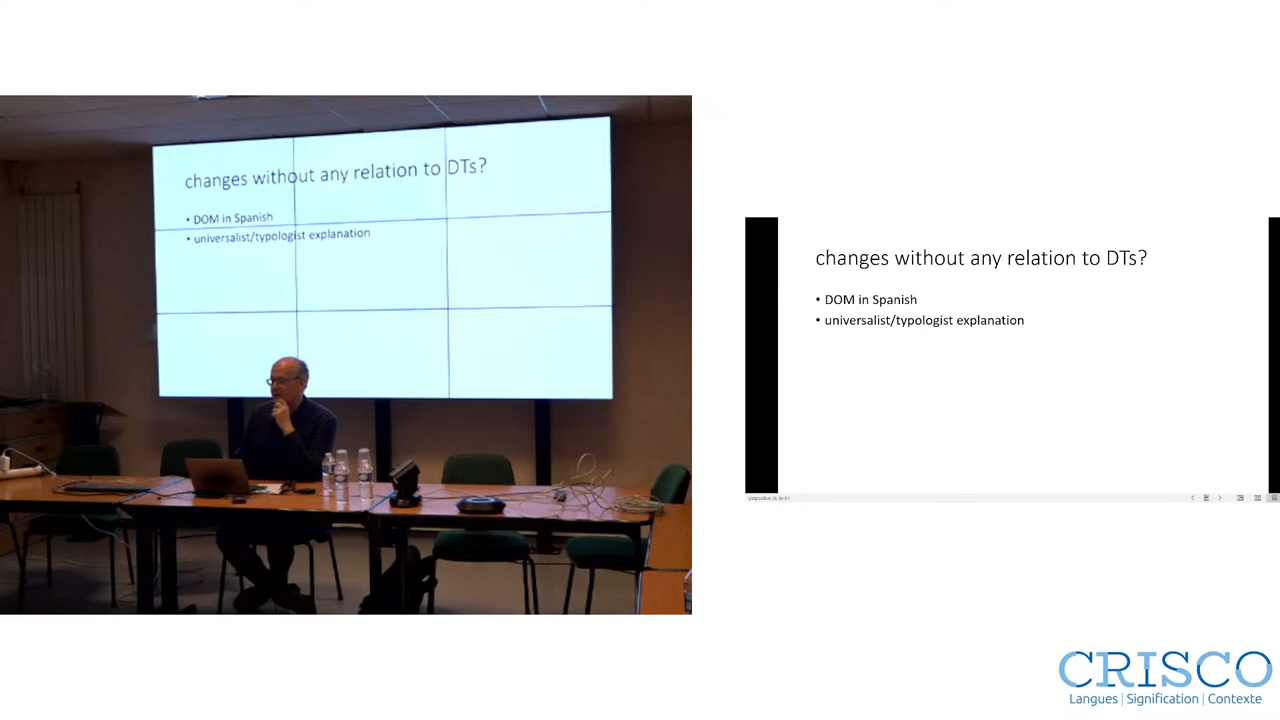 changes without any relation to DTs?
• DOM in Spanish
• universalist/typologist explanation
changes without any relation to DTs?
• DOM in Spanish
• universalist/typologist explanation
CRISCO
Langues | Signification | Contexte